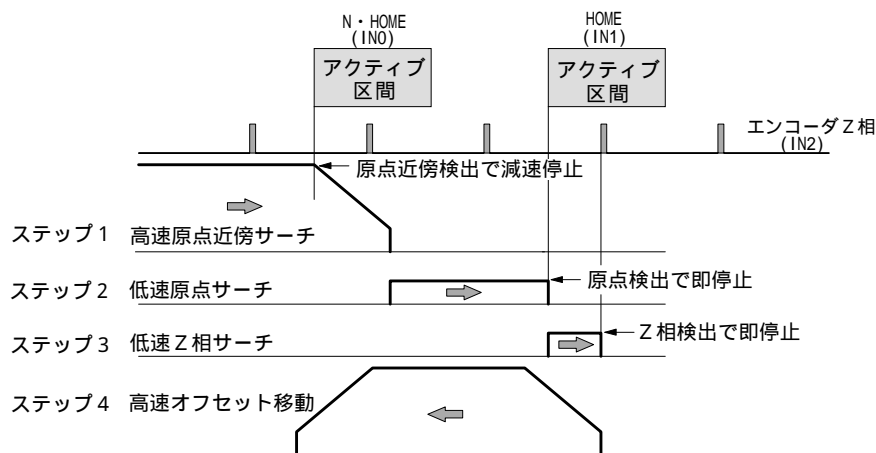 N・HOME
(IN0)
HOME
(IN1)
アクティブ
区間
アクティブ
区間
エンコーダZ相
(IN2)
原点近傍検出で減速停止
ステップ1 高速原点近傍サーチ
原点検出で即停止
ステップ2 低速原点サーチ
Z相検出で即停止
ステップ3 低速Z相サーチ
ステップ4 高速オフセット移動